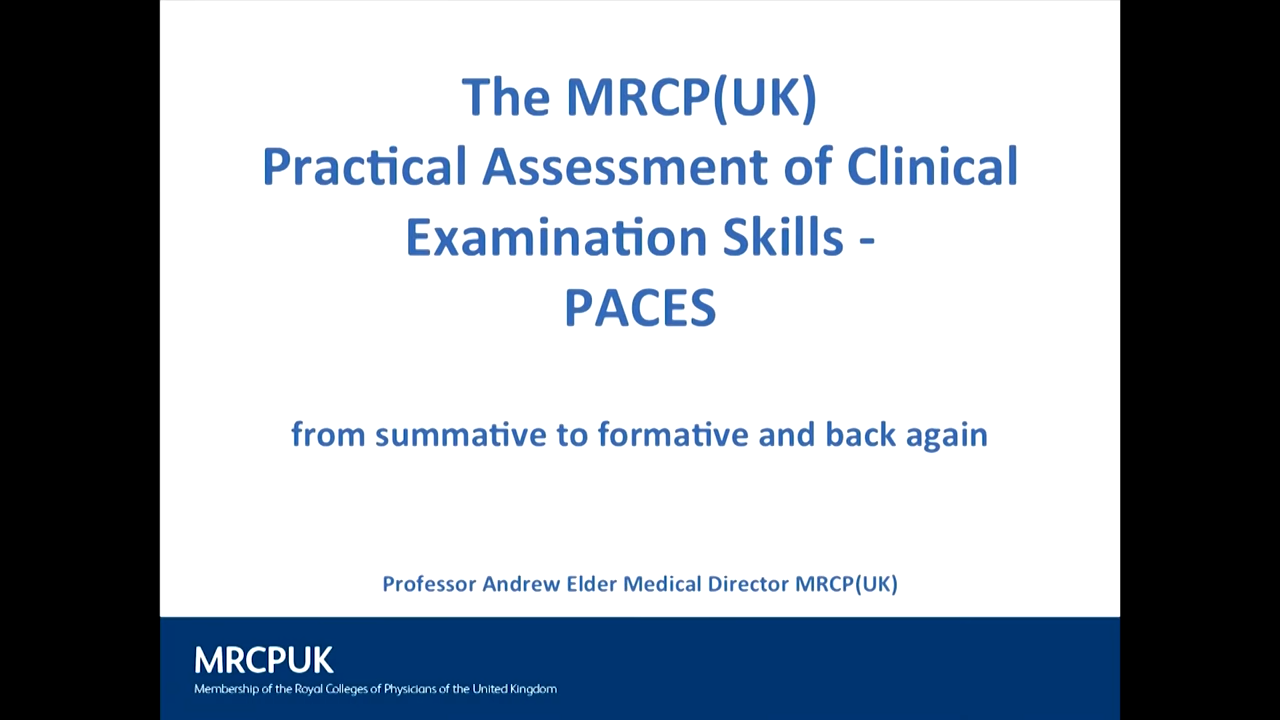 The MRCP(UK)
Practical Assessment of Clinical
Examination Skills -
PACES
from summative to formative and back again
Professor Andrew Elder Medical Director MRCP(UK)
MRCPUK
Membership of the Royal Colleges of Physicians of the United Kingdom